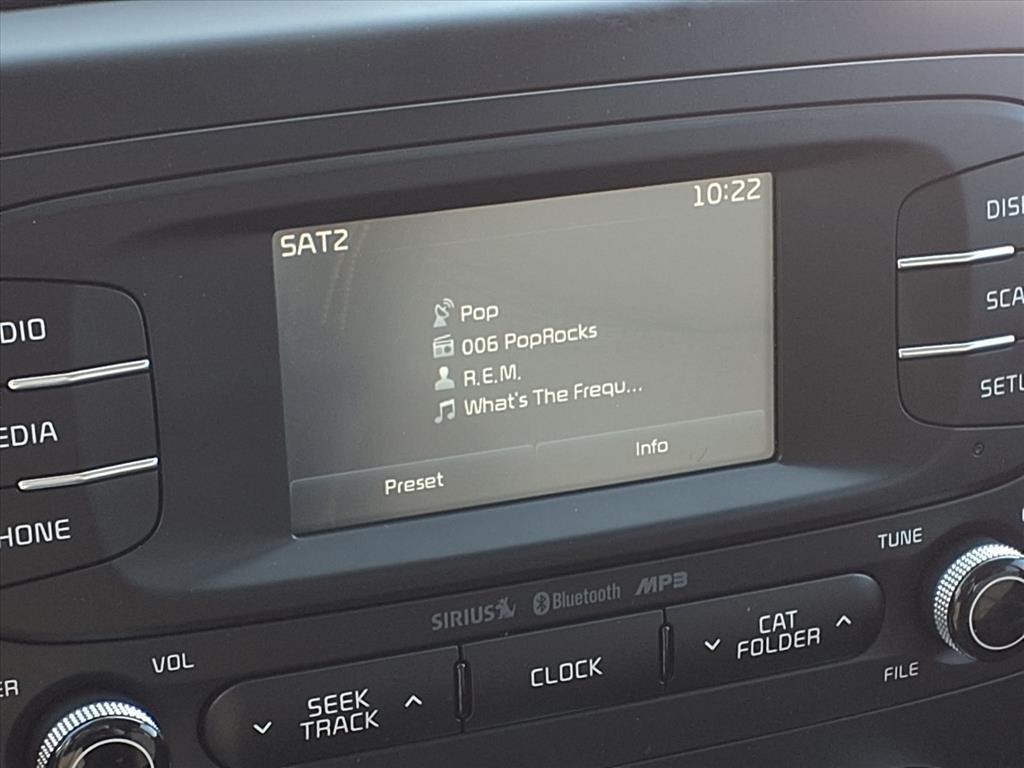 10:22
SAT2
Pop
006 PopRocks
R.E.M.
What's The Frequ...
Preset
Info
DIO
EDIA
HONE
DIS
SCA
SETU
SIRIUS
Bluetooth
MP3
TUNE
VOL
ER
SEEK
TRACK
CLOCK
CAT
FOLDER
FILE